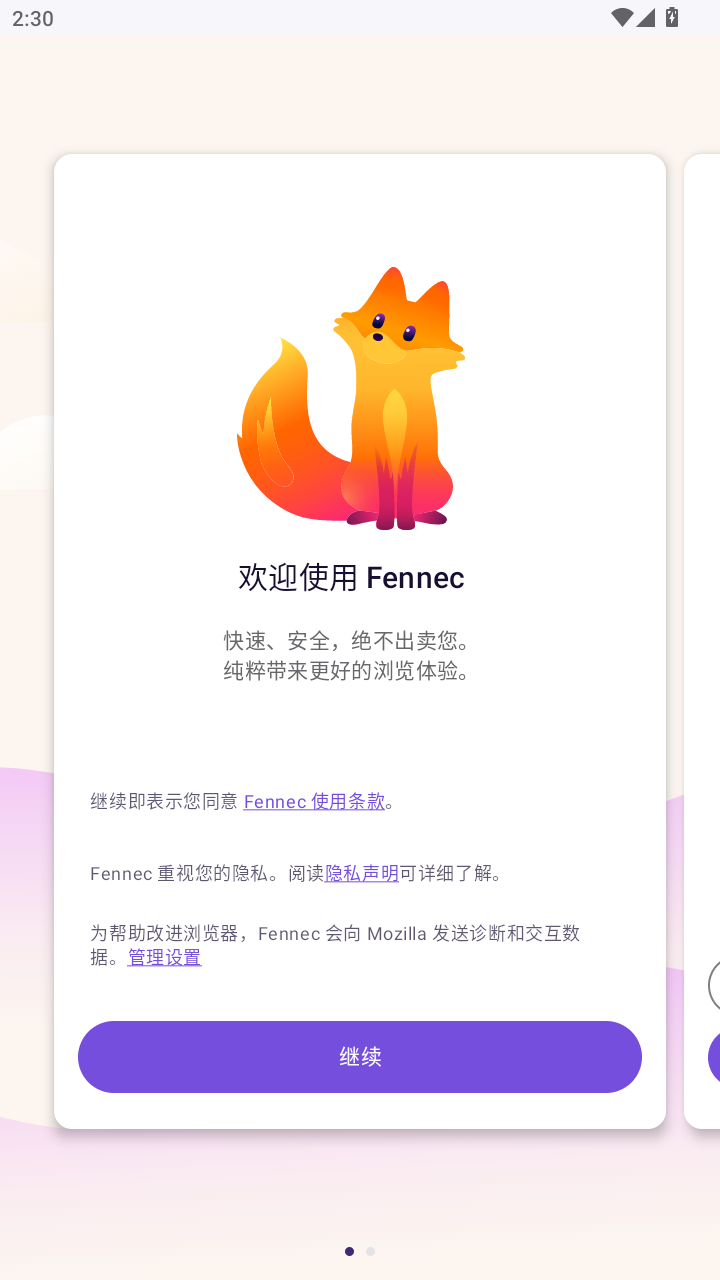 2:30
欢迎使用 Fennec
快速、安全，绝不出卖您。
纯粹带来更好的浏览体验。
继续即表示您同意 Fennec 使用条款。
Fennec 重视您的隐私。阅读隐私声明可详细了解。
为帮助改进浏览器，Fennec 会向 Mozilla 发送诊断和交互数
据。管理设置
继续